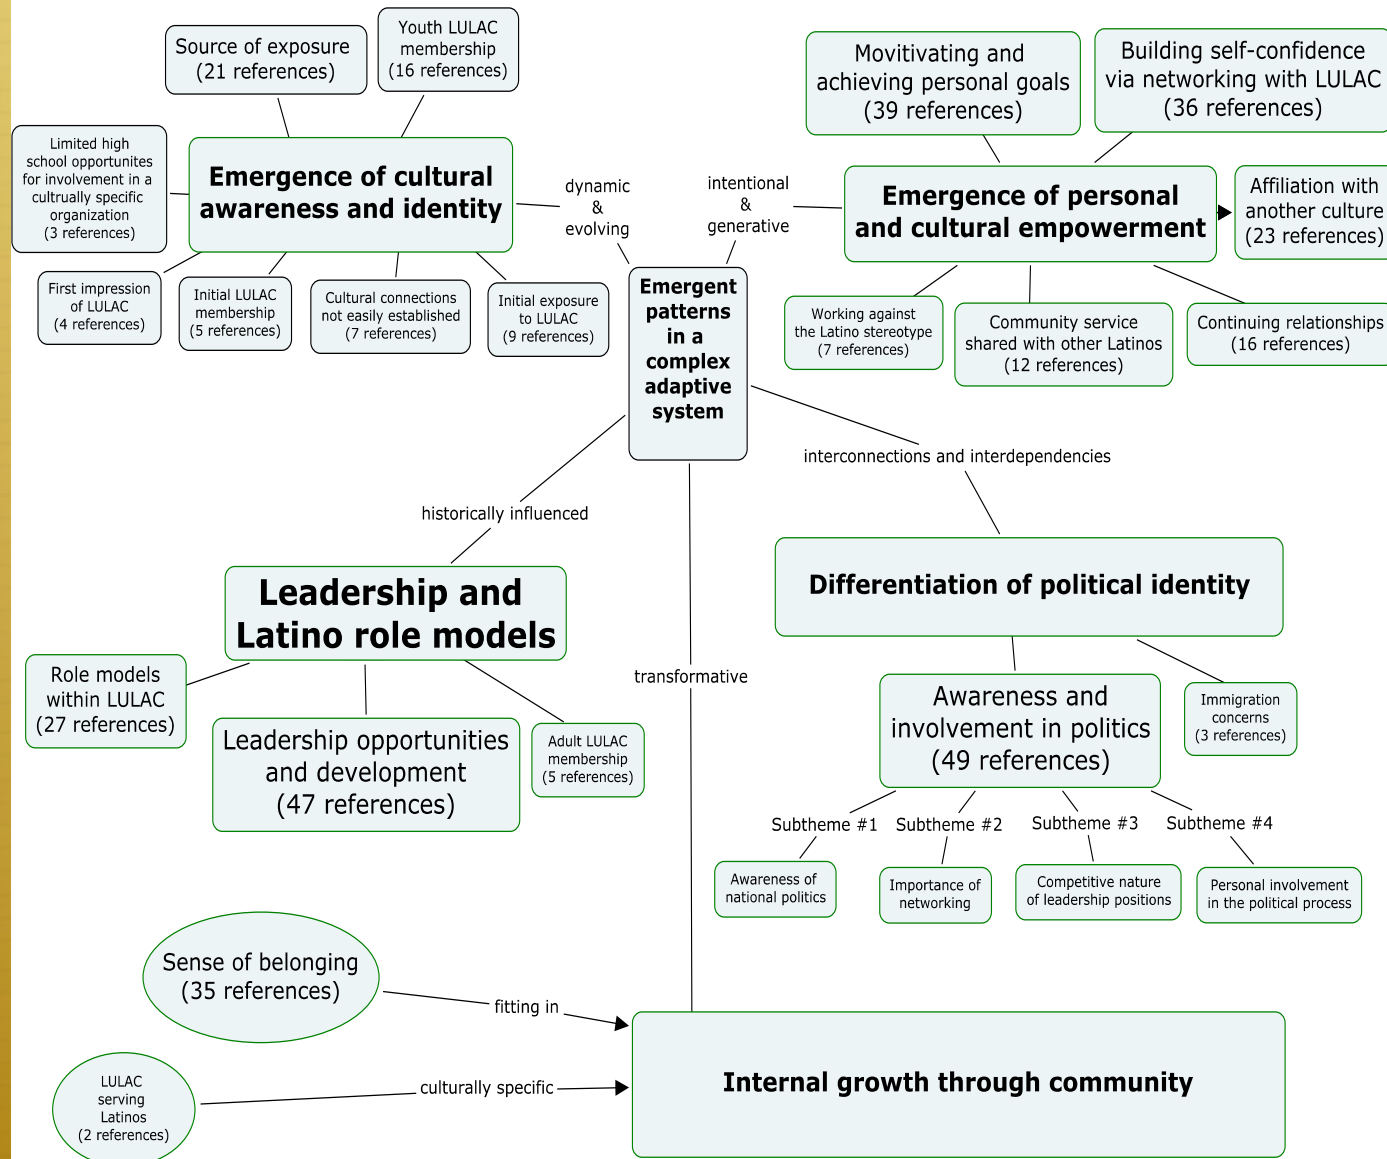 Source of exposure
(21 references)
Youth LULAC
membership
(16 references)
Limited high
school opportunites
for involvement in a
cultrually specific
organization
(3 references)
Emergence of cultural
awareness and identity
First impression
of LULAC
(4 references)
Initial LULAC
membership
(5 references)
Cultural connections
not easily established
(7 references)
Initial exposure
to LULAC
(9 references)
dynamic
&
evolving
intentional
&
generative
Movitivating and
achieving personal goals
(39 references)
Building self-confidence
via networking with LULAC
(36 references)
Emergence of personal
and cultural empowerment
Affiliation with
another culture
(23 references)
Working against
the Latino stereotype
(7 references)
Community service
shared with other Latinos
(12 references)
Continuing relationships
(16 references)
Emergent
patterns
in a
complex
adaptive
system
historically influenced
interconnections and interdependencies
transformative
Leadership and
Latino role models
Role models
within LULAC
(27 references)
Leadership opportunities
and development
(47 references)
Adult LULAC
membership
(5 references)
Differentiation of political identity
Awareness and
involvement in politics
(49 references)
Immigration
concerns
(3 references)
Subtheme #1
Subtheme #2
Subtheme #3
Subtheme #4
Awareness of
national politics
Importance of
networking
Competitive nature
of leadership positions
Personal involvement
in the political process
Sense of belonging
(35 references)
fitting in
LULAC
serving
Latinos
(2 references)
culturally specific
Internal growth through community